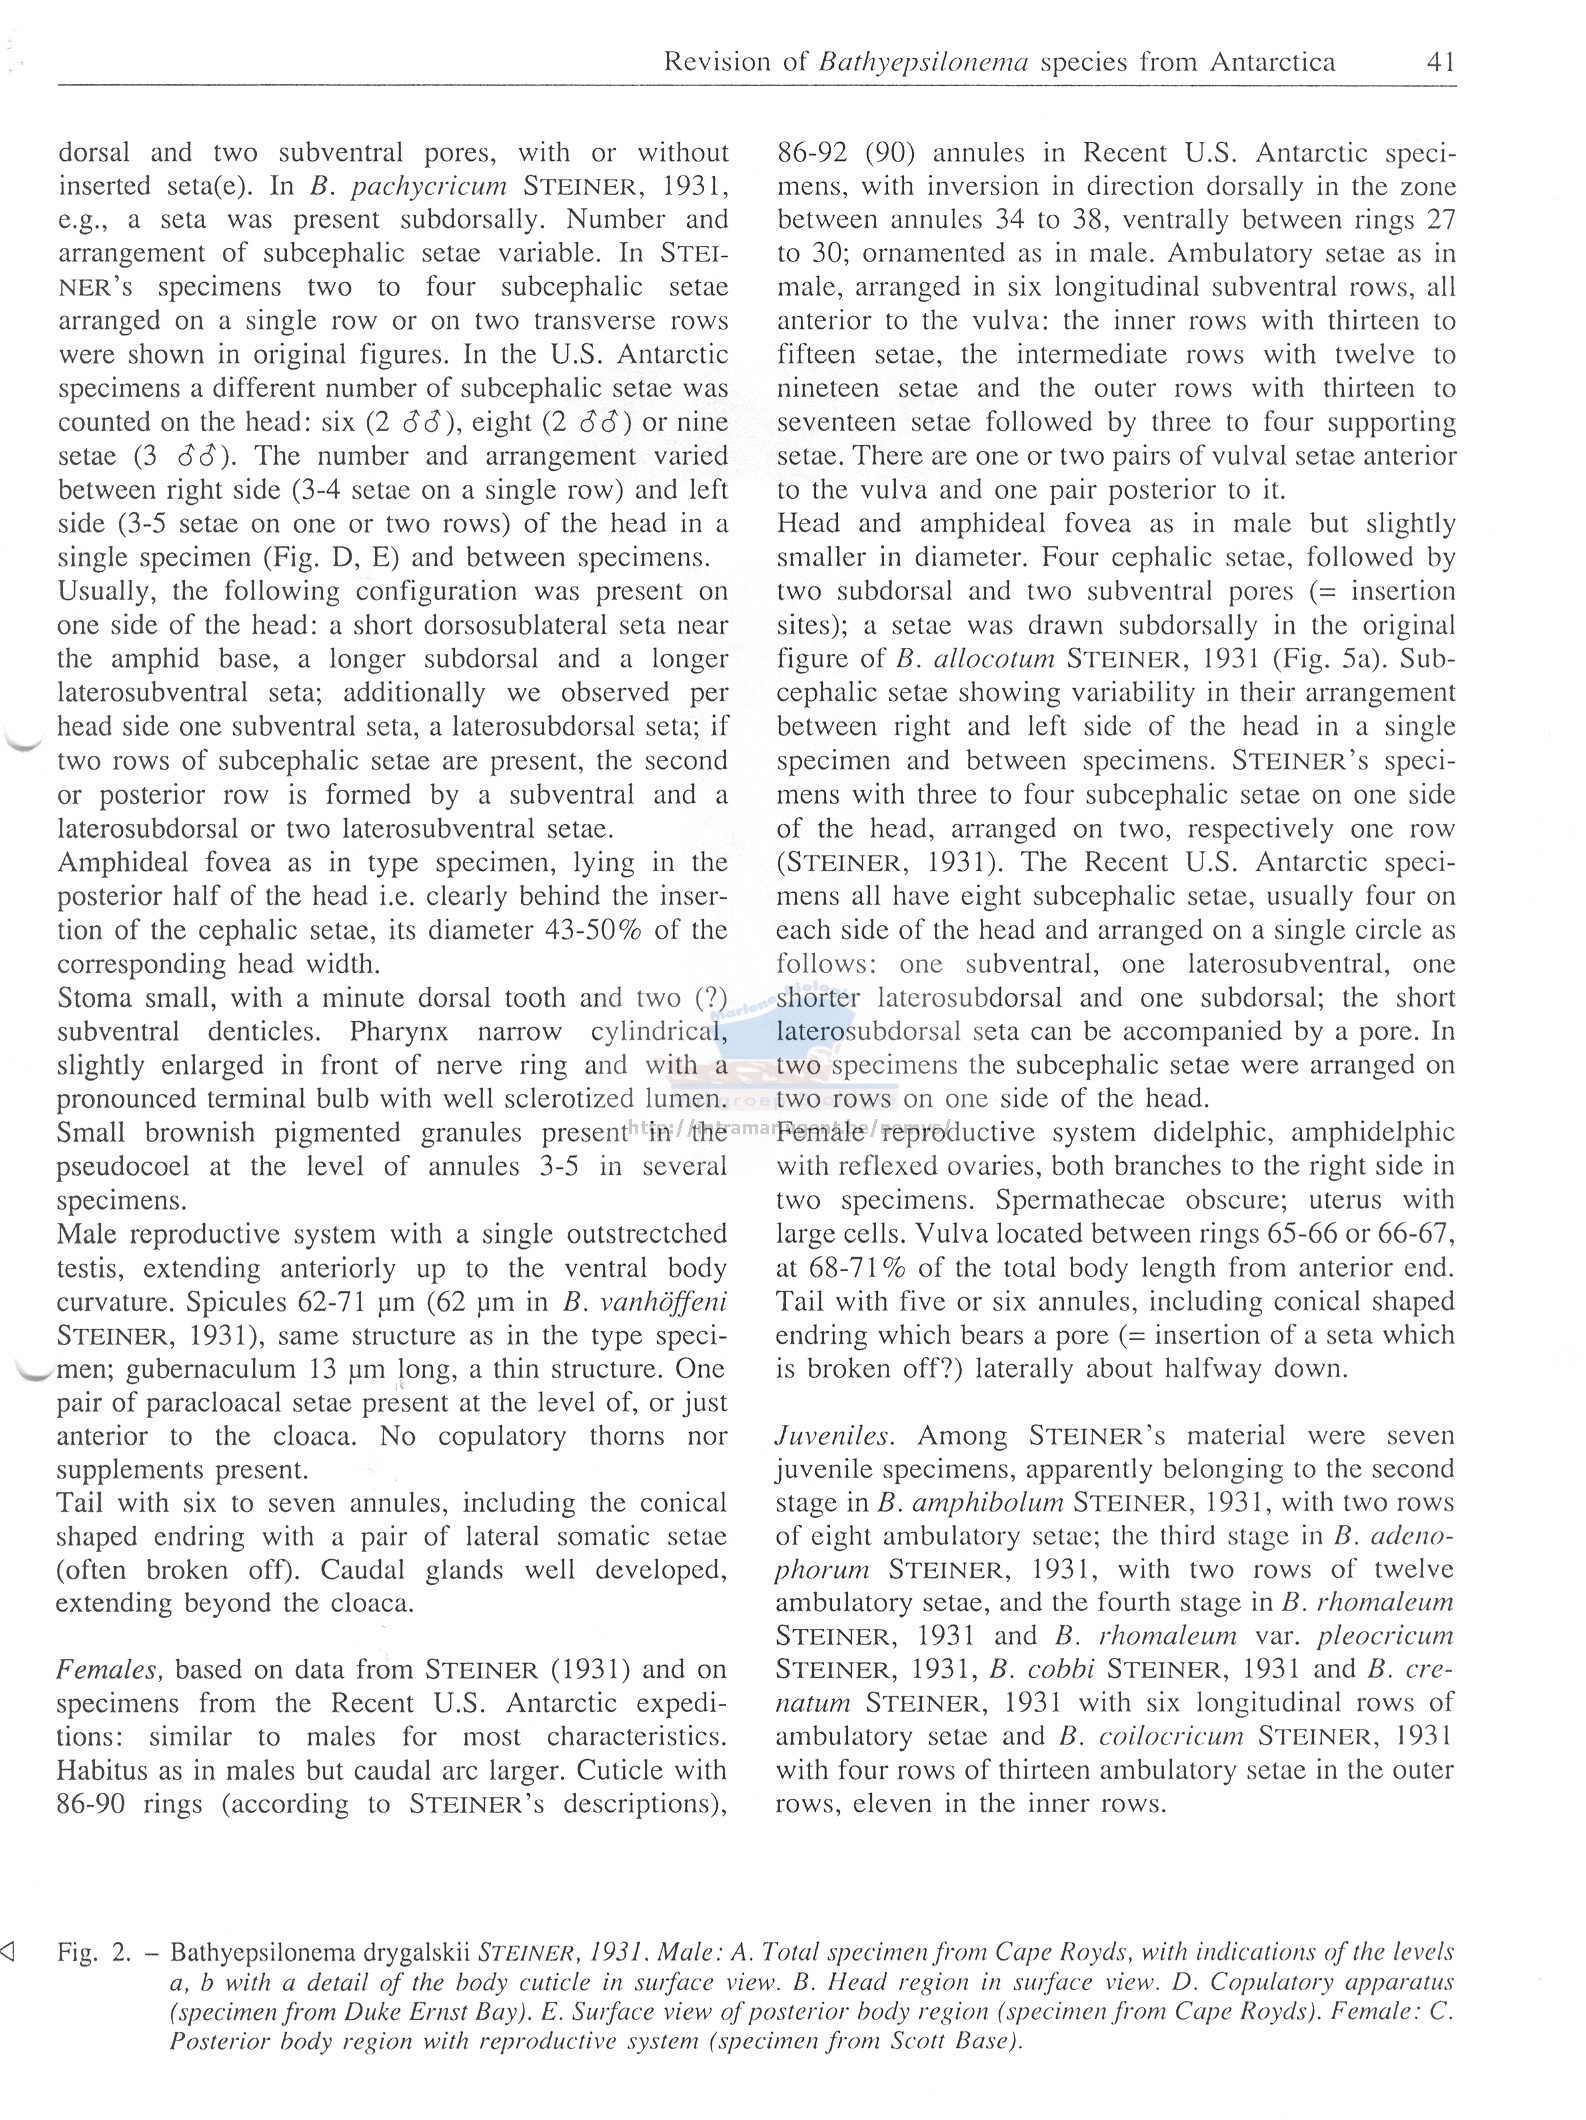 Revision of Bathyepsilonema species from Antarctica 41
dorsal and two subventral pores, with or without
inserted seta(e). In B. pachycricum STEINER, 1931,
e.g., a seta was present subdorsally. Number and
arrangement of subcephalic setae variable. In STEI-
NER's specimens two to four subcephalic setae
arranged on a single row or on two transverse rows
were shown in original figures. In the U.S. Antarctic
specimens a different number of subcephalic setae was
counted on the head: six (2 ♂♂), eight (2 ♂♂) or nine
setae (3 ♂♂). The number and arrangement varied
between right side (3-4 setae on a single row) and left
side (3-5 setae on one or two rows) of the head in a
single specimen (Fig. D, E) and between specimens.
Usually, the following configuration was present on
one side of the head: a short dorsosublateral seta near
the amphid base, a longer subdorsal and a longer
laterosubventral seta; additionally we observed per
head side one subventral seta, a laterosubdorsal seta; if
two rows of subcephalic setae are present, the second
or posterior row is formed by a subventral and a
laterosubdorsal or two laterosubventral setae.
Amphideal fovea as in type specimen, lying in the
posterior half of the head i.e. clearly behind the inser-
tion of the cephalic setae, its diameter 43-50% of the
corresponding head width.
Stoma small, with a minute dorsal tooth and two (?)
subventral denticles. Pharynx narrow cylindrical,
slightly enlarged in front of nerve ring and with a
pronounced terminal bulb with well sclerotized lumen.
Small brownish pigmented granules present in the
pseudocoel at the level of annules 3-5 in several
specimens.
Male reproductive system with a single outstrectched
testis, extending anteriorly up to the ventral body
curvature. Spicules 62-71 µm (62 µm in B. vanhöffeni
STEINER, 1931), same structure as in the type speci-
men; gubernaculum 13 µm long, a thin structure. One
pair of paracloacal setae present at the level of, or just
anterior to the cloaca. No copulatory thorns nor
supplements present.
Tail with six to seven annules, including the conical
shaped endring with a pair of lateral somatic setae
(often broken off). Caudal glands well developed,
extending beyond the cloaca.
Females, based on data from STEINER (1931) and on
specimens from the Recent U.S. Antarctic expedi-
tions: similar to males for most characteristics.
Habitus as in males but caudal arc larger. Cuticle with
86-90 rings (according to STEINER's descriptions),
86-92 (90) annules in Recent U.S. Antarctic speci-
mens, with inversion in direction dorsally in the zone
between annules 34 to 38, ventrally between rings 27
to 30; ornamented as in male. Ambulatory setae as in
male, arranged in six longitudinal subventral rows, all
anterior to the vulva: the inner rows with thirteen to
fifteen setae, the intermediate rows with twelve to
nineteen setae and the outer rows with thirteen to
seventeen setae followed by three to four supporting
setae. There are one or two pairs of vulval setae anterior
to the vulva and one pair posterior to it.
Head and amphideal fovea as in male but slightly
smaller in diameter. Four cephalic setae, followed by
two subdorsal and two subventral pores (= insertion
sites); a setae was drawn subdorsally in the original
figure of B. allocotum STEINER, 1931 (Fig. 5a). Sub-
cephalic setae showing variability in their arrangement
between right and left side of the head in a single
specimen and between specimens. STEINER's speci-
mens with three to four subcephalic setae on one side
of the head, arranged on two, respectively one row
(STEINER, 1931). The Recent U.S. Antarctic speci-
mens all have eight subcephalic setae, usually four on
each side of the head and arranged on a single circle as
follows: one subventral, one laterosubventral, one
shorter laterosubdorsal and one subdorsal; the short
laterosubdorsal seta can be accompanied by a pore. In
two specimens the subcephalic setae were arranged on
two rows on one side of the head.
Female reproductive system didelphic, amphidelphic
with reflexed ovaries, both branches to the right side in
two specimens. Spermathecae obscure; uterus with
large cells. Vulva located between rings 65-66 or 66-67,
at 68-71% of the total body length from anterior end.
Tail with five or six annules, including conical shaped
endring which bears a pore (= insertion of a seta which
is broken off?) laterally about halfway down.
Juveniles. Among STEINER's material were seven
juvenile specimens, apparently belonging to the second
stage in B. amphibolum STEINER, 1931, with two rows
of eight ambulatory setae; the third stage in B. adeno-
phorum STEINER, 1931, with two rows of twelve
ambulatory setae, and the fourth stage in B. rhomaleum
STEINER, 1931 and B. rhomaleum var. pleocricum
STEINER, 1931, B. cobbi STEINER, 1931 and B. cre-
natum STEINER, 1931 with six longitudinal rows of
ambulatory setae and B. coilocricum STEINER, 1931
with four rows of thirteen ambulatory setae in the outer
rows, eleven in the inner rows.
Fig. 2. – Bathyepsilonema drygalskii STEINER, 1931. Male: A. Total specimen from Cape Royds, with indications of the levels
a, b with a detail of the body cuticle in surface view. B. Head region in surface view. D. Copulatory apparatus
(specimen from Duke Ernst Bay). E. Surface view of posterior body region (specimen from Cape Royds). Female: C.
Posterior body region with reproductive system (specimen from Scott Base).